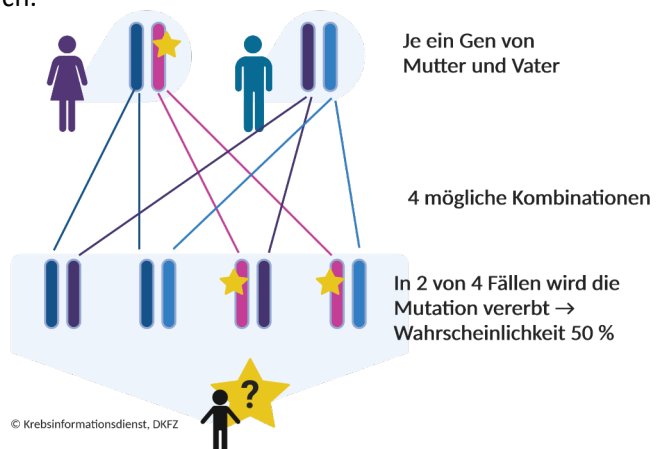 Je ein Gen von
Mutter und Vater
4 mögliche Kombinationen
In 2 von 4 Fällen wird die
Mutation vererbt →
Wahrscheinlichkeit 50 %
?
© Krebsinformationsdienst, DKFZ